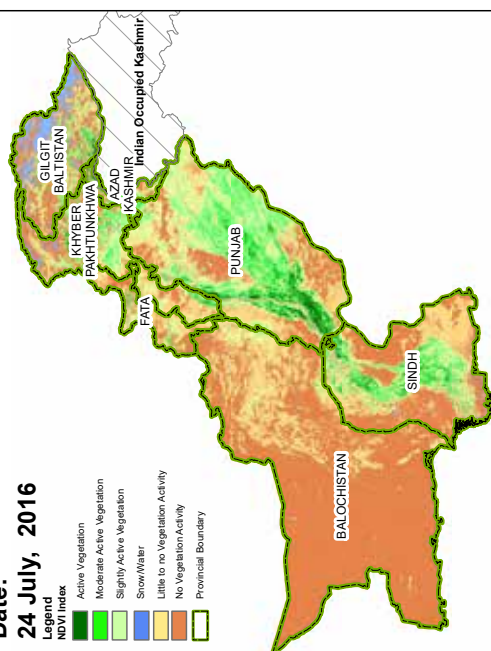 Date:
24 July, 2016
Legend
NDVI Index
Active Vegetation
Moderate Active Vegetation
Slightly Active Vegetation
Snow/Water
Little to no Vegetation Activity
No Vegetation Activity
Provincial Boundary
GILGIT
BALTISTAN
KHYBER
PAKHTUNKHWA
AZAD
KASHMIR
Indian Occupied Kashmir
FATA
PUNJAB
BALOCHISTAN
SINDH